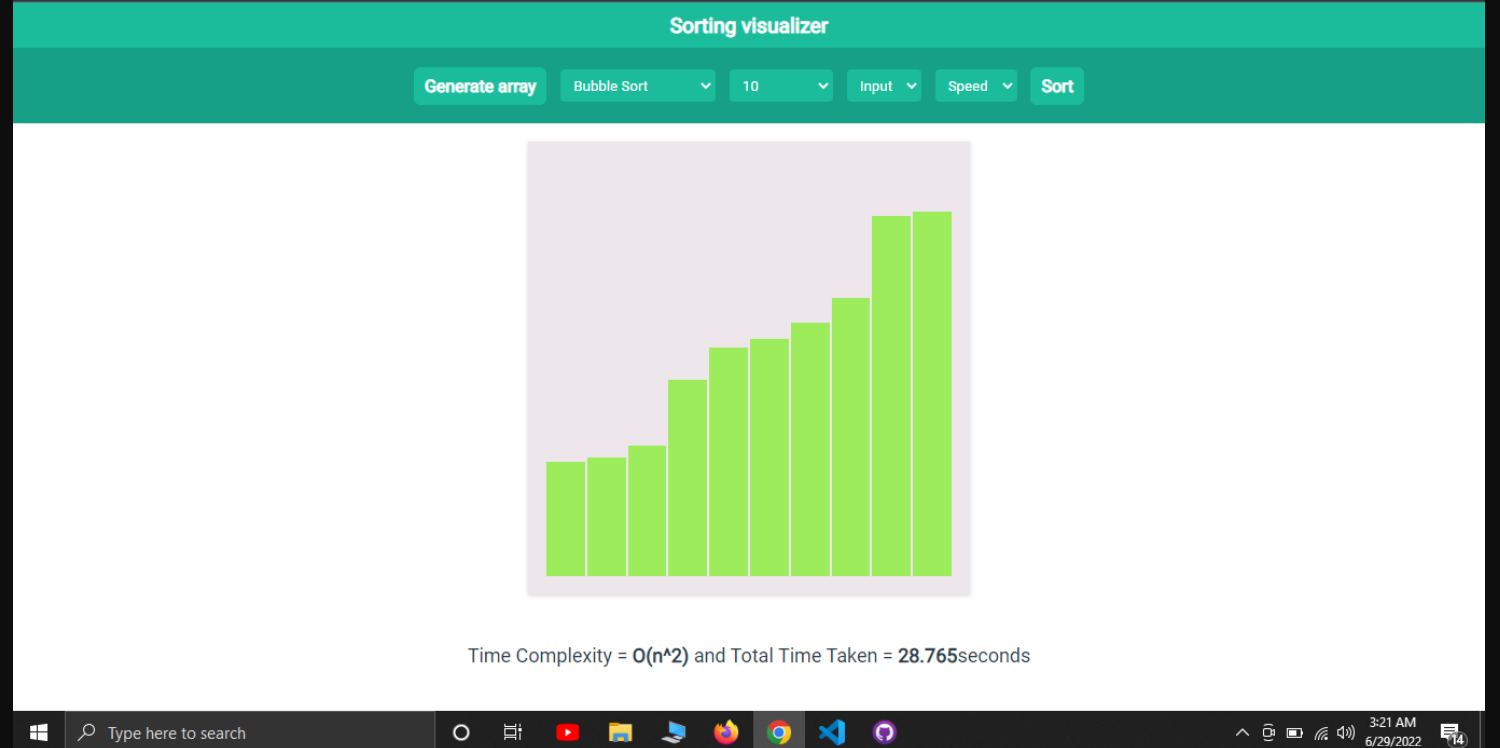 Sorting visualizer
Generate array Bubble Sort 10 Input Speed Sort
Time Complexity = O(n^2) and Total Time Taken = 28.765seconds
Type here to search
3:21 AM
6/29/2022
14